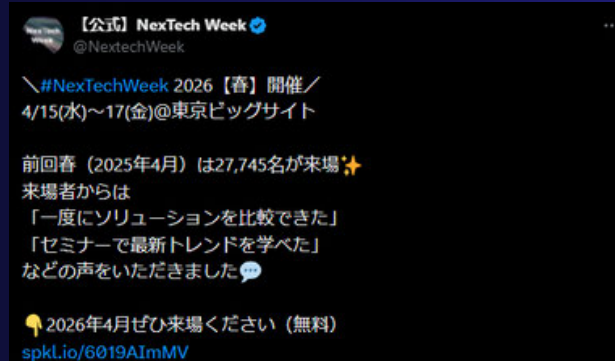 【公式】NexTech Week
@NextechWeek
＼#NexTechWeek 2026【春】開催／
4/15(水)～17(金)@東京ビッグサイト
前回春（2025年4月）は27,745名が来場✨
来場者からは
「一度にソリューションを比較できた」
「セミナーで最新トレンドを学べた」
などの声をいただきました💬
👇2026年4月ぜひ来場ください（無料）
spkl.io/6019AImMV